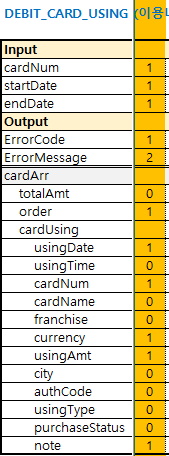 DEBIT_CARD_USING (이용
Input
cardNum 1
startDate 1
endDate 1
Output
ErrorCode 1
ErrorMessage 2
cardArr
totalAmt 0
order 1
cardUsing
usingDate 1
usingTime 0
cardNum 1
cardName 0
franchise 0
currency 1
usingAmt 1
city 0
authCode 0
usingType 0
purchaseStatus 0
note 1